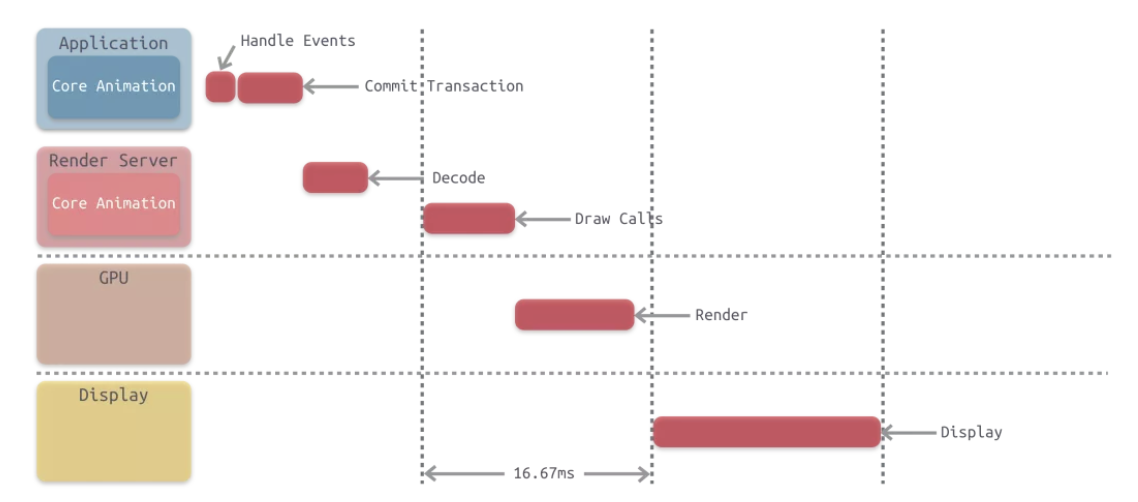 Application
Core Animation
Handle Events
Commit Transaction
Render Server
Core Animation
Decode
Draw Calls
GPU
Render
Display
Display
16.67ms